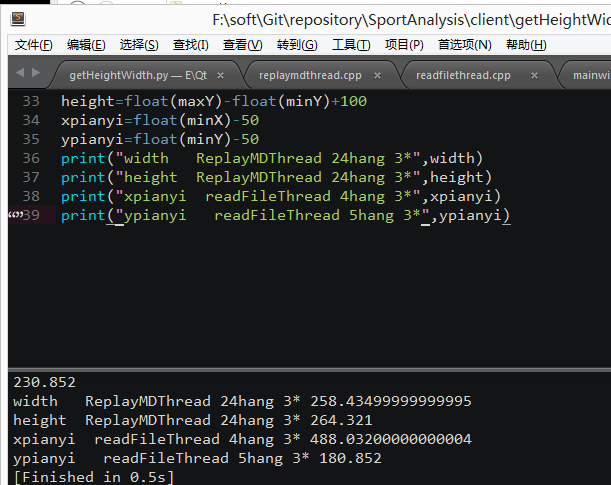 F:\soft\Git\repository\SportAnalysis\client\getHeightWidth
文件(F) 编辑(E) 选择(S) 查找(I) 查看(V) 转到(G) 工具(T) 项目(P) 首选项(N) 帮助(H)
getHeightWidth.py — E\Qt × replaymdthread.cpp × readfilethread.cpp × mainwi
33 height=float(maxY)-float(minY)+100
34 xpianyi=float(minX)-50
35 ypianyi=float(minY)-50
36 print("width   ReplayMDThread 24hang 3*",width)
37 print("height  ReplayMDThread 24hang 3*",height)
38 print("xpianyi  readFileThread 4hang 3*",xpianyi)
39 print("ypianyi   readFileThread 5hang 3*",ypianyi)
230.852
width   ReplayMDThread 24hang 3* 258.43499999999995
height  ReplayMDThread 24hang 3* 264.321
xpianyi  readFileThread 4hang 3* 488.03200000000004
ypianyi   readFileThread 5hang 3* 180.852
[Finished in 0.5s]